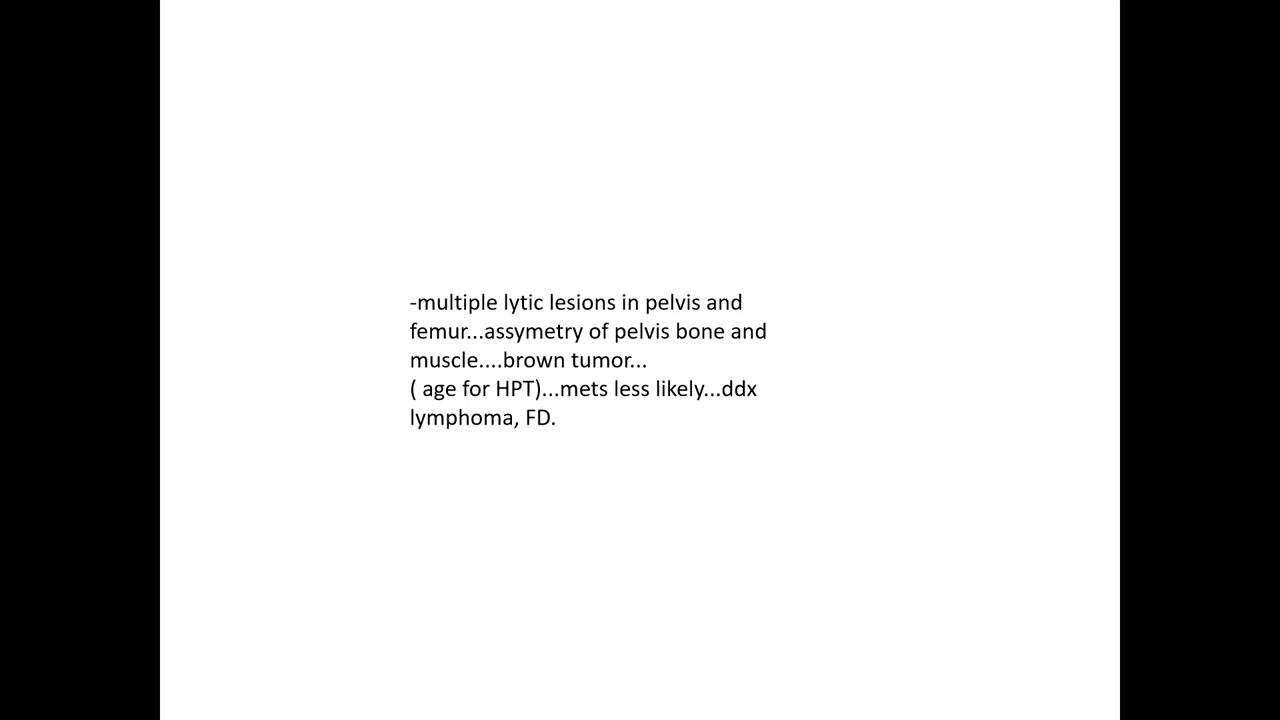 -multiple lytic lesions in pelvis and
femur...assymetry of pelvis bone and
muscle....brown tumor...
( age for HPT)...mets less likely...ddx
lymphoma, FD.